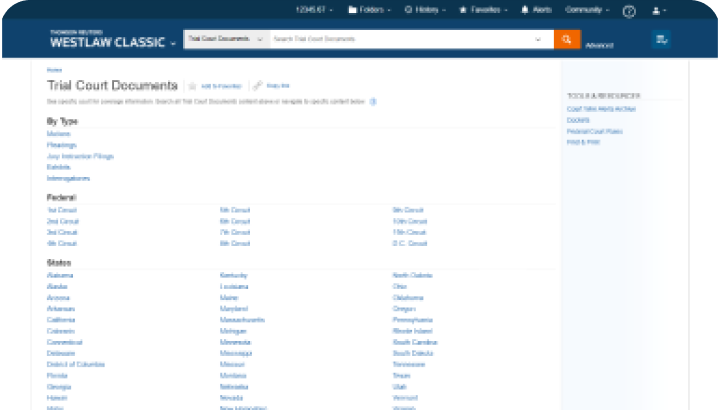 12345.67 Folders History Favorites Alerts Community
THOMSON REUTERS
WESTLAW CLASSIC
Trial Court Documents Search Trial Court Documents Advanced
Home
Trial Court Documents Add to Favorites Copy link
See specific court for coverage information. Search all Trial Court Documents content above or navigate to specific content below
TOOLS & RESOURCES
Court Wire Alerts Archive
Dockets
Federal Court Rules
Find & Print
By Type
Motions
Pleadings
Jury Instruction Filings
Exhibits
Interrogatories
Federal
1st Circuit 5th Circuit 9th Circuit
2nd Circuit 6th Circuit 10th Circuit
3rd Circuit 7th Circuit 11th Circuit
4th Circuit 8th Circuit D.C. Circuit
States
Alabama Kentucky North Dakota
Alaska Louisiana Ohio
Arizona Maine Oklahoma
Arkansas Maryland Oregon
California Massachusetts Pennsylvania
Colorado Michigan Rhode Island
Connecticut Minnesota South Carolina
Delaware Mississippi South Dakota
District of Columbia Missouri Tennessee
Florida Montana Texas
Georgia Nebraska Utah
Hawaii Nevada Vermont
Idaho New Hampshire Virginia